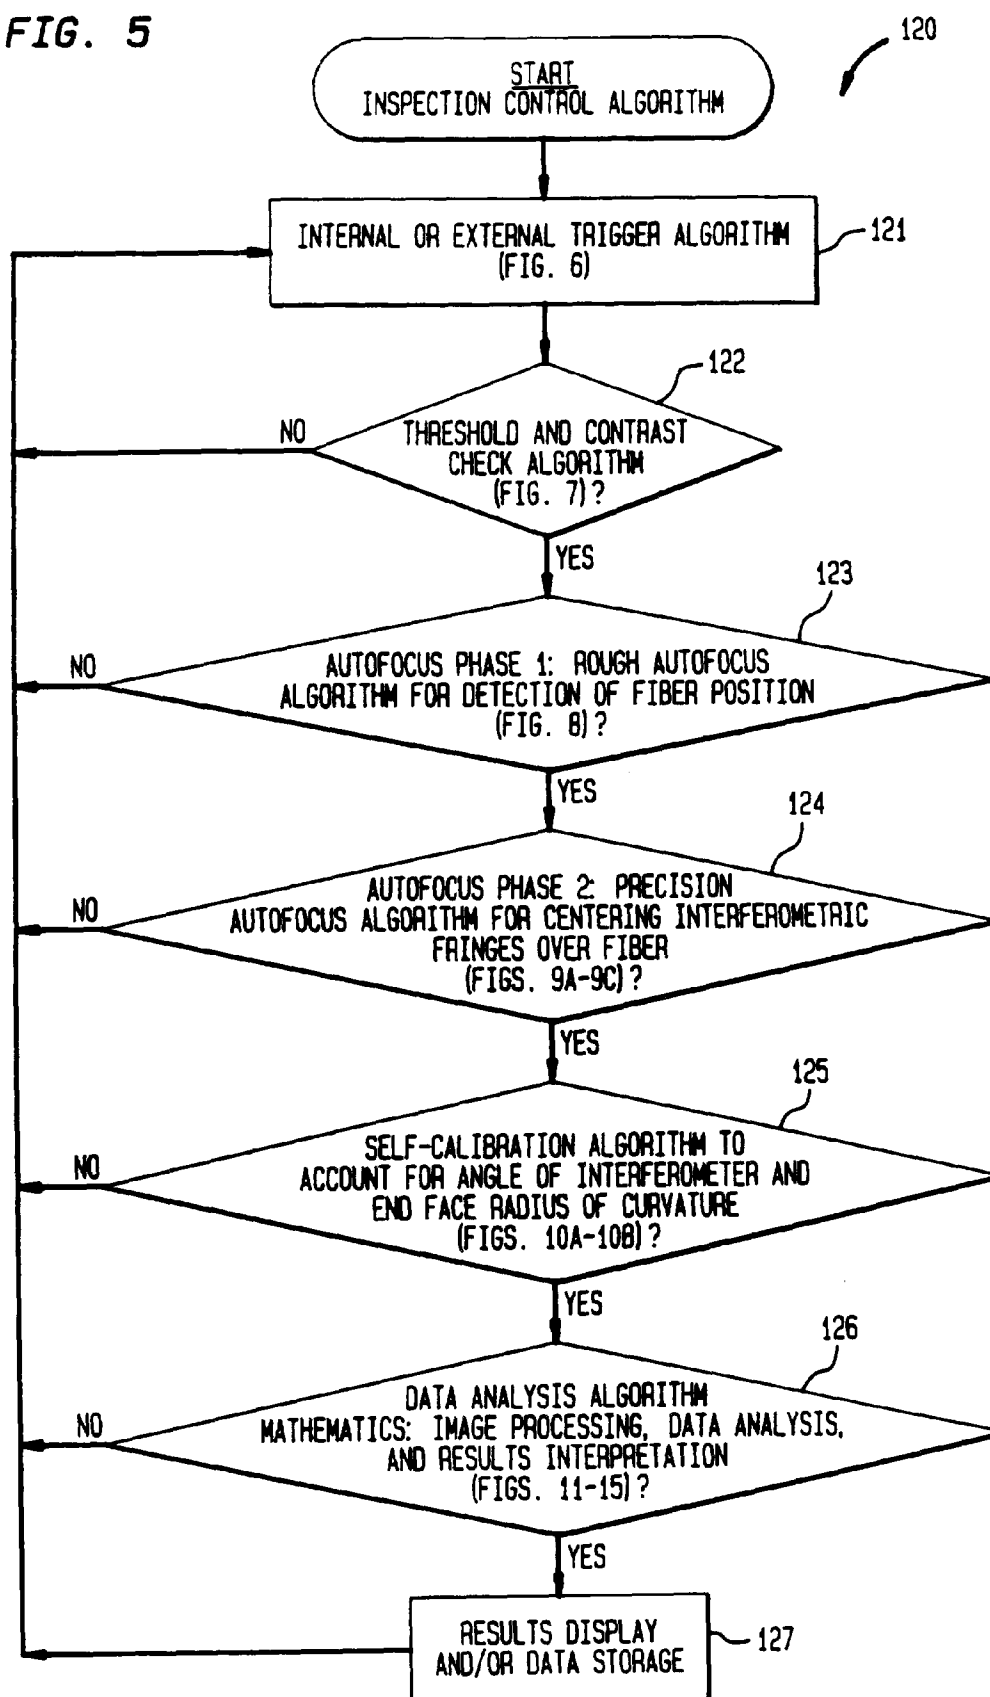 FIG. 5
120
START
INSPECTION CONTROL ALGORITHM
INTERNAL OR EXTERNAL TRIGGER ALGORITHM
(FIG. 6)
121
122
NO
THRESHOLD AND CONTRAST
CHECK ALGORITHM
(FIG. 7)?
YES
123
NO
AUTOFOCUS PHASE 1: ROUGH AUTOFOCUS
ALGORITHM FOR DETECTION OF FIBER POSITION
(FIG. 8)?
YES
124
NO
AUTOFOCUS PHASE 2: PRECISION
AUTOFOCUS ALGORITHM FOR CENTERING INTERFEROMETRIC
FRINGES OVER FIBER
(FIGS. 9A-9C)?
YES
125
NO
SELF-CALIBRATION ALGORITHM TO
ACCOUNT FOR ANGLE OF INTERFEROMETER AND
END FACE RADIUS OF CURVATURE
(FIGS. 10A-10B)?
YES
126
NO
DATA ANALYSIS ALGORITHM
MATHEMATICS: IMAGE PROCESSING, DATA ANALYSIS,
AND RESULTS INTERPRETATION
(FIGS. 11-15)?
YES
RESULTS DISPLAY
AND/OR DATA STORAGE
127